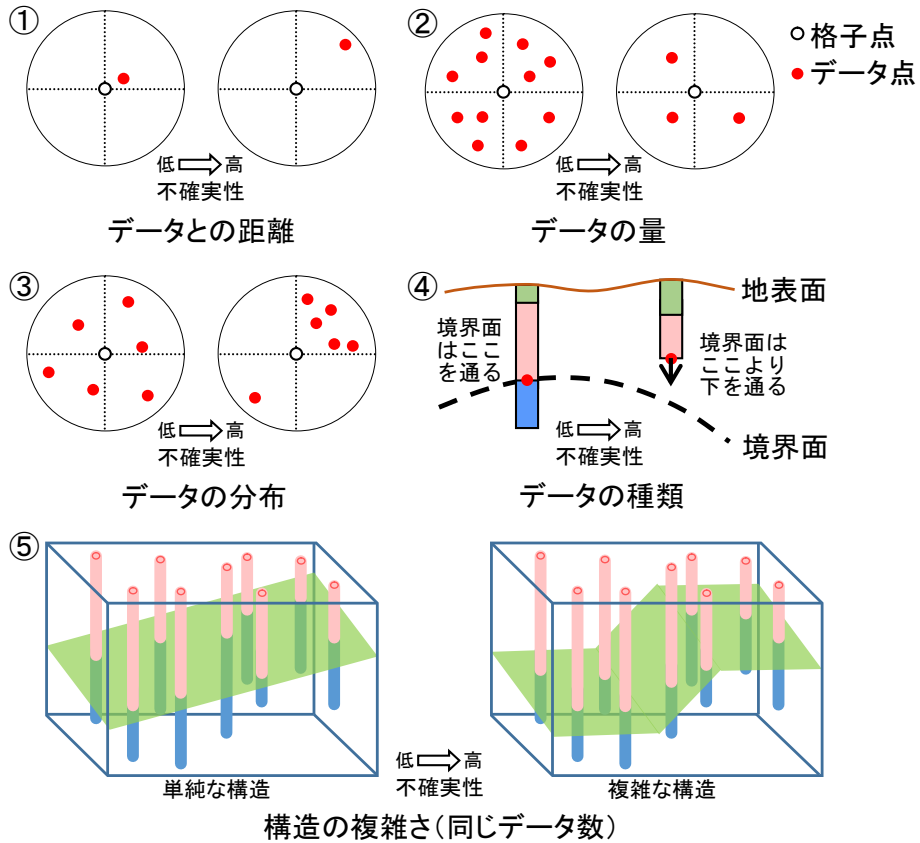 ①
低 高
不確実性
データとの距離
②
低 高
不確実性
データの量
格子点
データ点
③
低 高
不確実性
データの分布
④
地表面
境界面
はここ
を通る
境界面は
ここより
下を通る
低 高
不確実性
境界面
データの種類
⑤
単純な構造
低 高
不確実性
複雑な構造
構造の複雑さ(同じデータ数)